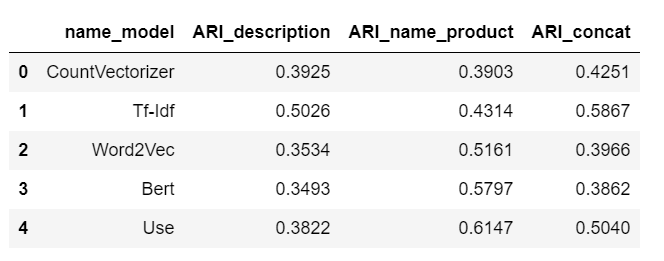 name_model ARI_description ARI_name_product ARI_concat
0 CountVectorizer 0.3925 0.3903 0.4251
1 Tf-Idf 0.5026 0.4314 0.5867
2 Word2Vec 0.3534 0.5161 0.3966
3 Bert 0.3493 0.5797 0.3862
4 Use 0.3822 0.6147 0.5040